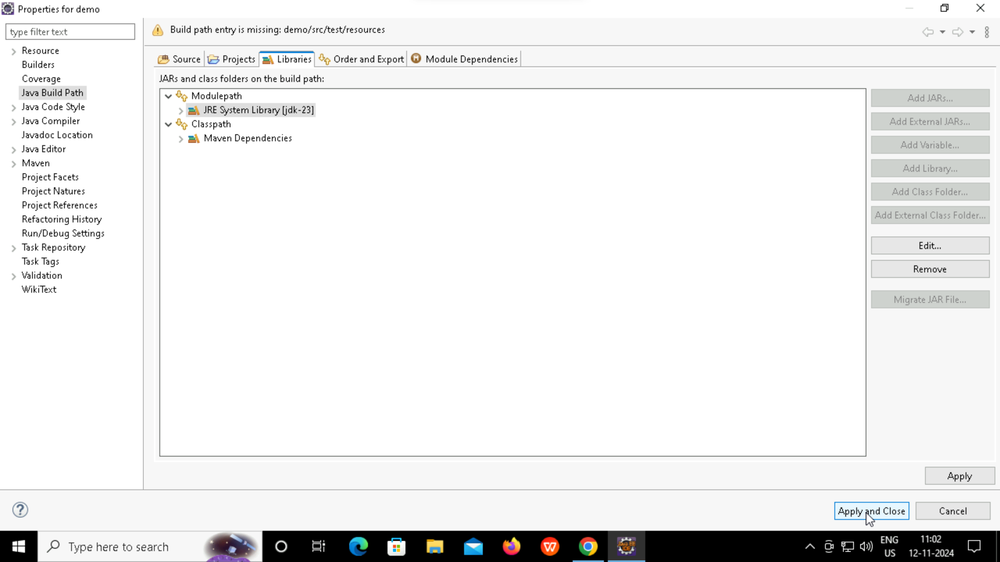 Properties for demo
type filter text
Resource
Builders
Coverage
Java Build Path
Java Code Style
Java Compiler
Javadoc Location
Java Editor
Maven
Project Facets
Project Natures
Project References
Refactoring History
Run/Debug Settings
Task Repository
Task Tags
Validation
WikiText
Build path entry is missing: demo/src/test/resources
Source Projects Libraries Order and Export Module Dependencies
JARs and class folders on the build path:
Modulepath
JRE System Library [jdk-23]
Classpath
Maven Dependencies
Add JARs...
Add External JARs...
Add Variable...
Add Library...
Add Class Folder...
Add External Class Folder...
Edit...
Remove
Migrate JAR File...
Apply
Apply and Close
Cancel
Type here to search
ENG
US
11:02
12-11-2024